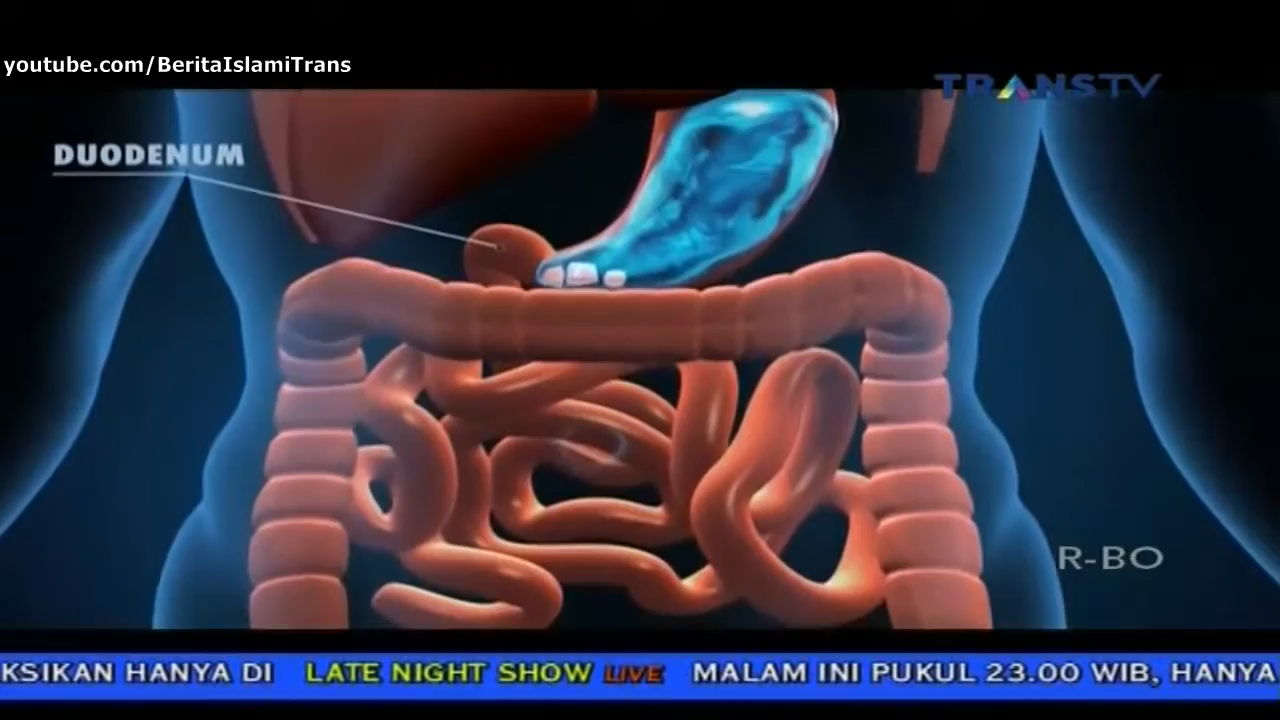 youtube.com/BeritaIslamiTrans
TRANSTV
DUODENUM
R-BO
KSIKAN HANYA DI LATE NIGHT SHOW LIVE MALAM INI PUKUL 23.00 WIB, HANYA